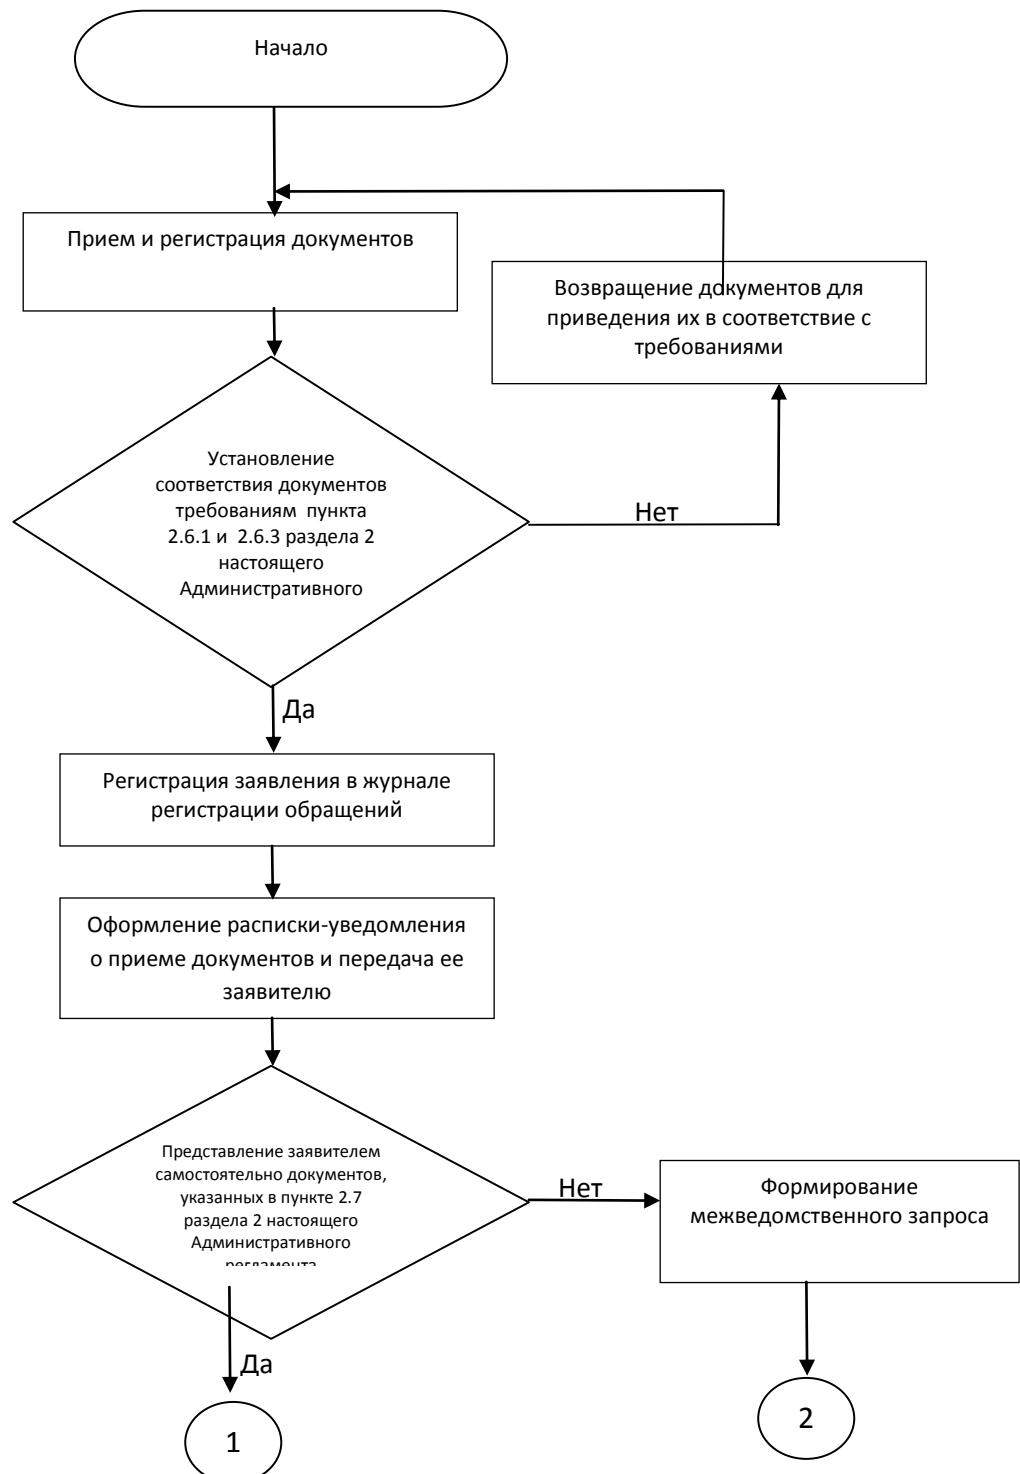 Начало
Прием и регистрация документов
Возвращение документов для
приведения их в соответствие с
требованиями
Установление
соответствия документов
требованиям пункта
2.6.1 и 2.6.3 раздела 2
настоящего
Административного
Нет
Да
Регистрация заявления в журнале
регистрации обращений
Оформление расписки-уведомления
о приеме документов и передача ее
заявителю
Представление заявителем
самостоятельно документов,
указанных в пункте 2.7
раздела 2 настоящего
Административного
регламента
Нет
Формирование
межведомственного запроса
Да
1
2